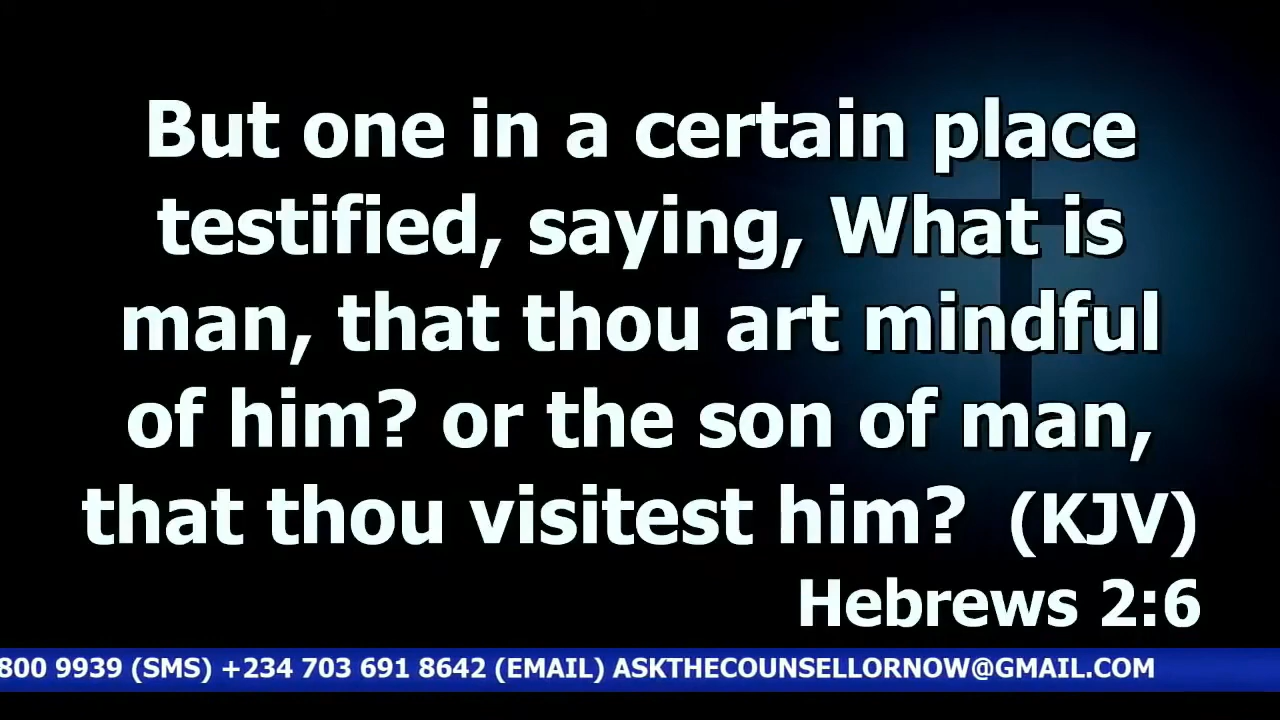 But one in a certain place
testified, saying, What is
man, that thou art mindful
of him? or the son of man,
that thou visitest him? (KJV)
Hebrews 2:6
800 9939 (SMS) +234 703 691 8642 (EMAIL) ASKTHECOUNSELLORNOW@GMAIL.COM